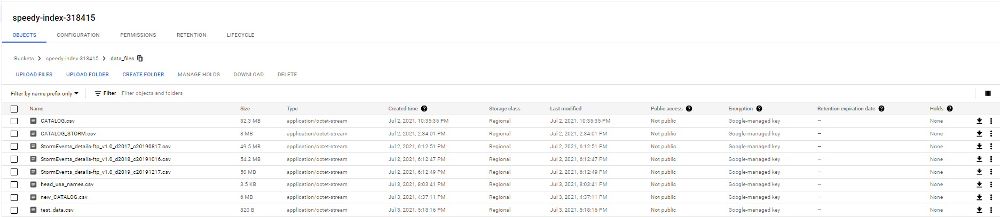 speedy-index-318415
OBJECTS CONFIGURATION PERMISSIONS RETENTION LIFECYCLE
Buckets > speedy-index-318415 > data_files
UPLOAD FILES UPLOAD FOLDER CREATE FOLDER MANAGE HOLDS DOWNLOAD DELETE
Filter by name prefix only Filter Filter objects and folders
Name Size Type Created time Storage class Last modified Public access Encryption Retention expiration date Holds
CATALOG.csv 32.3 MB application/octet-stream Jul 2, 2021, 10:35:35 PM Regional Jul 2, 2021, 10:35:35 PM Not public Google-managed key — None
CATALOG_STORM.csv 8 MB application/octet-stream Jul 2, 2021, 2:34:01 PM Regional Jul 2, 2021, 2:34:01 PM Not public Google-managed key — None
StormEvents_details-ftp_v1.0_d2017_c20190817.csv 49.5 MB application/octet-stream Jul 2, 2021, 6:12:51 PM Regional Jul 2, 2021, 6:12:51 PM Not public Google-managed key — None
StormEvents_details-ftp_v1.0_d2018_c20191016.csv 54.2 MB application/octet-stream Jul 2, 2021, 6:12:47 PM Regional Jul 2, 2021, 6:12:47 PM Not public Google-managed key — None
StormEvents_details-ftp_v1.0_d2019_c20191217.csv 50 MB application/octet-stream Jul 2, 2021, 6:12:49 PM Regional Jul 2, 2021, 6:12:49 PM Not public Google-managed key — None
head_usa_names.csv 3.5 KB application/octet-stream Jul 3, 2021, 8:03:41 PM Regional Jul 3, 2021, 8:03:41 PM Not public Google-managed key — None
new_CATALOG.csv 6 MB application/octet-stream Jul 3, 2021, 4:37:11 PM Regional Jul 3, 2021, 4:37:11 PM Not public Google-managed key — None
test_data.csv 820 B application/octet-stream Jul 3, 2021, 5:18:16 PM Regional Jul 3, 2021, 5:18:16 PM Not public Google-managed key — None